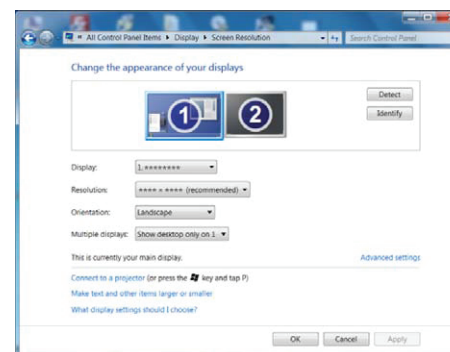 « All Control Panel Items ▸ Display ▸ Screen Resolution
Search Control Panel
Change the appearance of your displays
1
2
Detect
Identify
Display: 1. ********
Resolution: **** × **** (recommended)
Orientation: Landscape
Multiple displays: Show desktop only on 1
This is currently your main display.
Advanced settings
Connect to a projector (or press the key and tap P)
Make text and other items larger or smaller
What display settings should I choose?
OK
Cancel
Apply